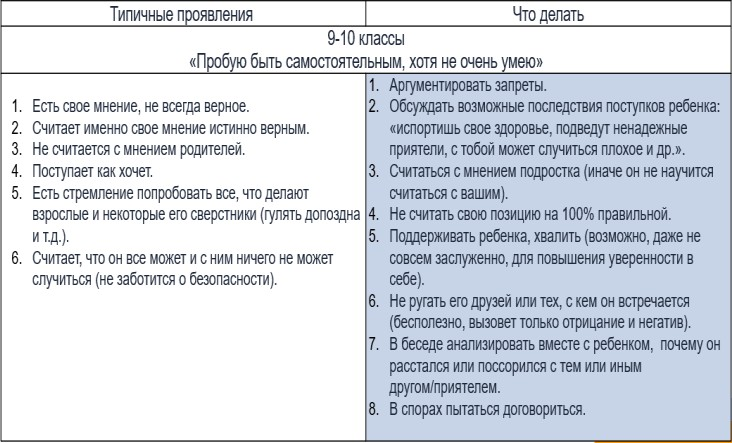 Типичные проявления
Что делать
9-10 классы
«Пробую быть самостоятельным, хотя не очень умею»
1. Есть свое мнение, не всегда верное.
2. Считает именно свое мнение истинно верным.
3. Не считается с мнением родителей.
4. Поступает как хочет.
5. Есть стремление попробовать все, что делают
взрослые и некоторые его сверстники (гулять допоздна
и т.д.).
6. Считает, что он все может и с ним ничего не может
случиться (не заботится о безопасности).
1. Аргументировать запреты.
2. Обсуждать возможные последствия поступков ребенка:
«испортишь свое здоровье, подведут ненадежные
приятели, с тобой может случиться плохое и др.».
3. Считаться с мнением подростка (иначе он не научится
считаться с вашим).
4. Не считать свою позицию на 100% правильной.
5. Поддерживать ребенка, хвалить (возможно, даже не
совсем заслуженно, для повышения уверенности в
себе).
6. Не ругать его друзей или тех, с кем он встречается
(бесполезно, вызовет только отрицание и негатив).
7. В беседе анализировать вместе с ребенком, почему он
расстался или поссорился с тем или иным
другом/приятелем.
8. В спорах пытаться договориться.